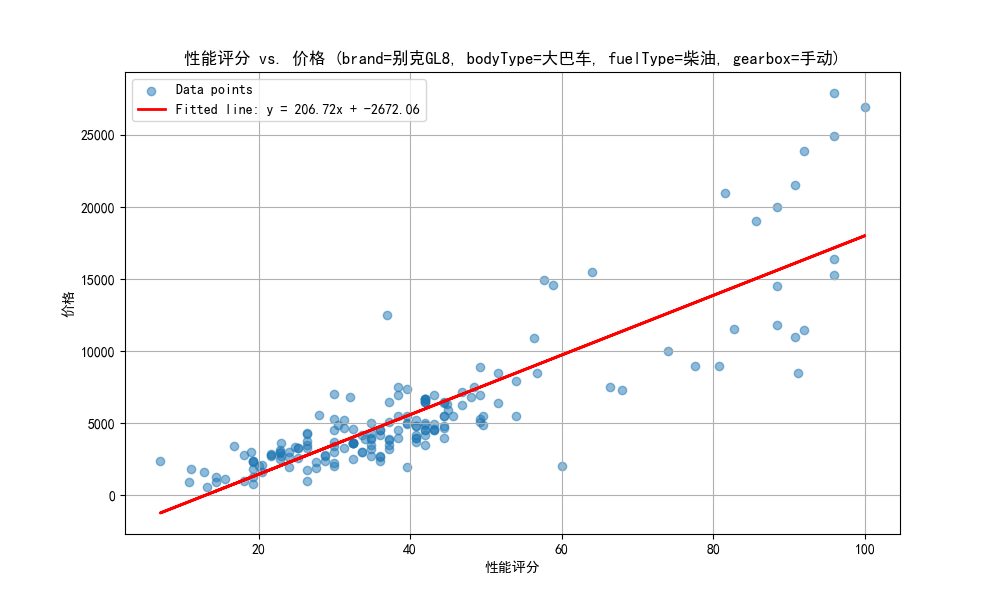 性能评分 vs. 价格 (brand=别克GL8, bodyType=大巴车, fuelType=柴油, gearbox=手动)
Data points
Fitted line: y = 206.72x + -2672.06
25000
20000
15000
10000
5000
0
价格
20 40 60 80 100
性能评分